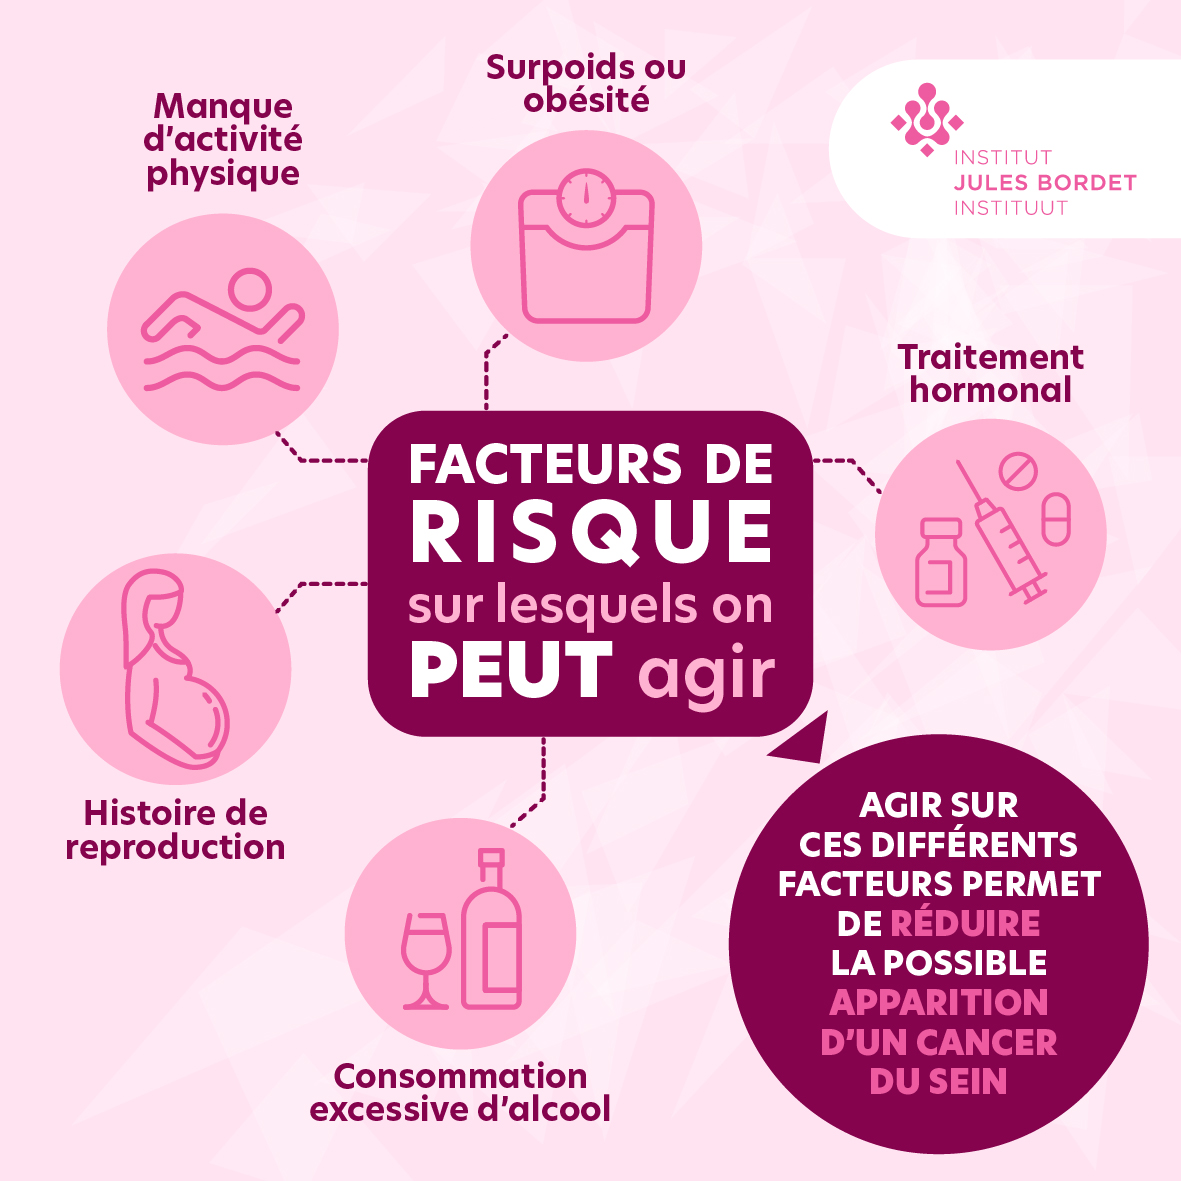 Surpoids ou
obésité
Manque
d’activité
physique
INSTITUT
JULES BORDET
INSTITUUT
Traitement
hormonal
FACTEURS DE
RISQUE
sur lesquels on
PEUT agir
Histoire de
reproduction
Consommation
excessive d’alcool
AGIR SUR
CES DIFFÉRENTS
FACTEURS PERMET
DE RÉDUIRE
LA POSSIBLE
APPARITION
D’UN CANCER
DU SEIN